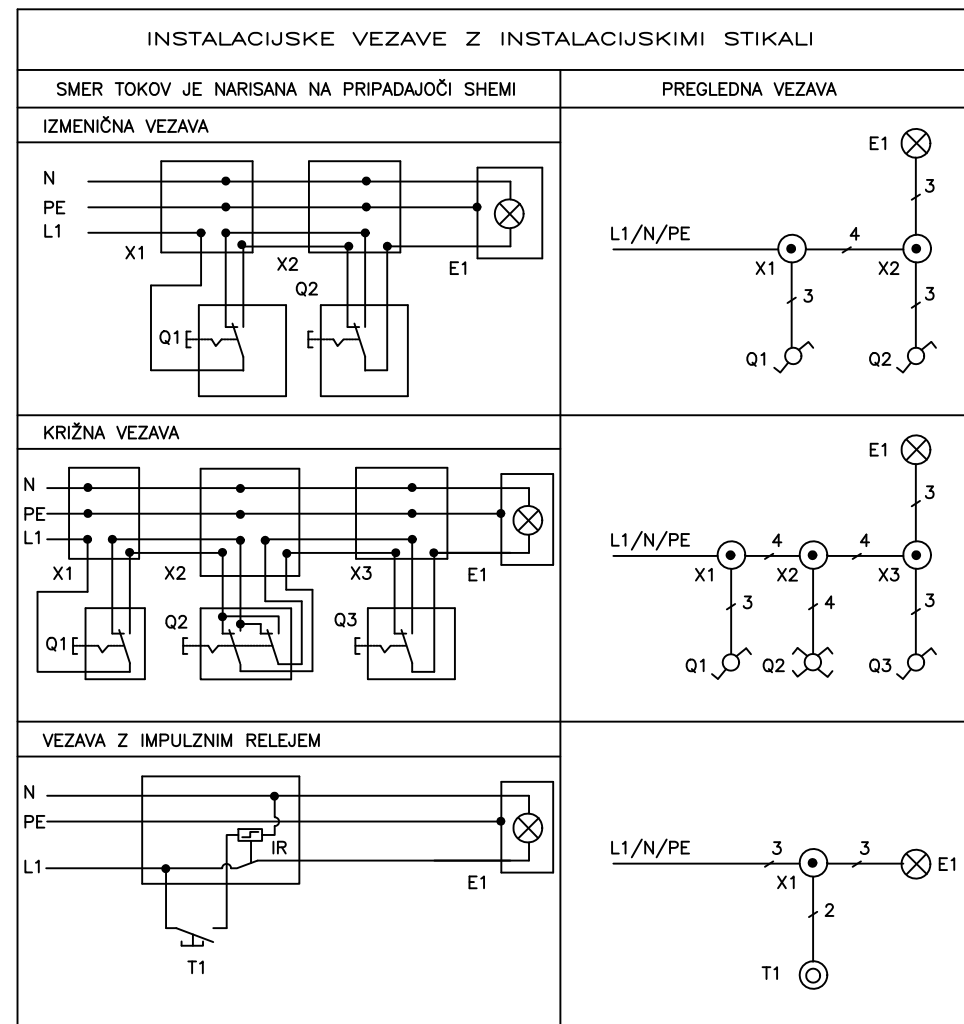 INSTALACIJSKE VEZAVE Z INSTALACIJSKIMI STIKALI
SMER TOKOV JE NARISANA NA PRIPADAJOČI SHEMI
PREGLEDNA VEZAVA
IZMENIČNA VEZAVA
N
PE
L1
X1
X2
E1
Q2
Q1
E1
3
L1/N/PE
4
X1
X2
3
3
Q1
Q2
KRIŽNA VEZAVA
N
PE
L1
X1
X2
X3
E1
Q1
Q2
Q3
E1
3
L1/N/PE
4
4
X1
X2
X3
3
4
3
Q1
Q2
Q3
VEZAVA Z IMPULZNIM RELEJEM
N
PE
IR
L1
E1
T1
L1/N/PE
3
3
X1
E1
2
T1